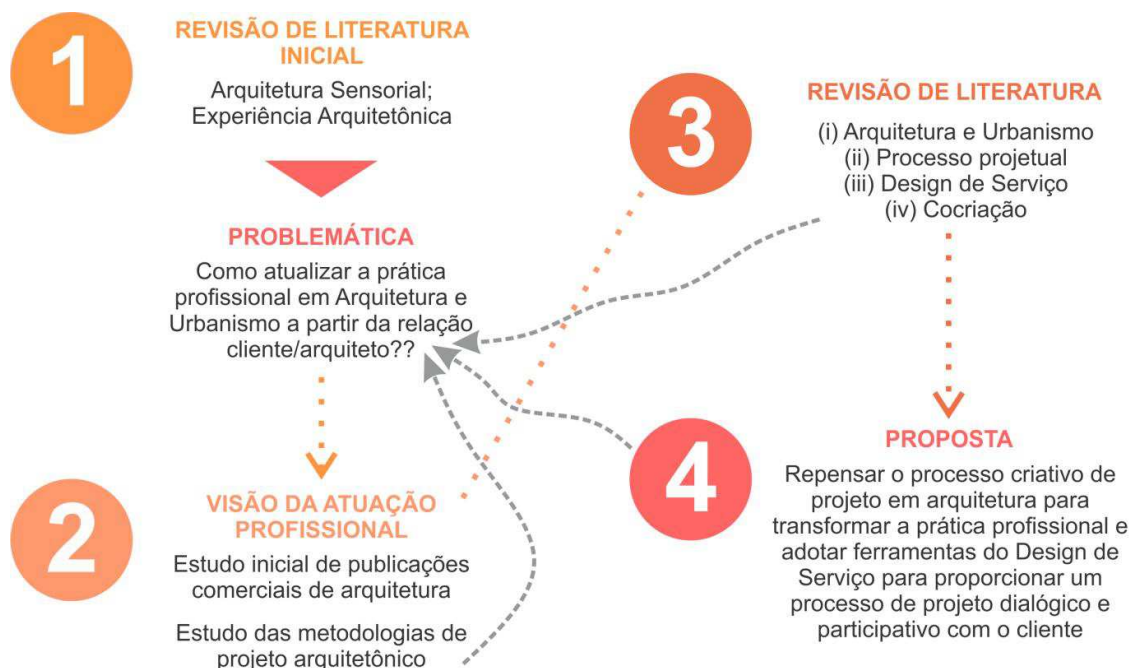 1
REVISÃO DE LITERATURA
INICIAL
Arquitetura Sensorial;
Experiência Arquitetônica
PROBLEMÁTICA
Como atualizar a prática
profissional em Arquitetura e
Urbanismo a partir da relação
cliente/arquiteto??
2
VISÃO DA ATUAÇÃO
PROFISSIONAL
Estudo inicial de publicações
comerciais de arquitetura
Estudo das metodologias de
projeto arquitetônico
3
REVISÃO DE LITERATURA
(i) Arquitetura e Urbanismo
(ii) Processo projetual
(iii) Design de Serviço
(iv) Cocriação
4
PROPOSTA
Repensar o processo criativo de
projeto em arquitetura para
transformar a prática profissional e
adotar ferramentas do Design de
Serviço para proporcionar um
processo de projeto dialógico e
participativo com o cliente